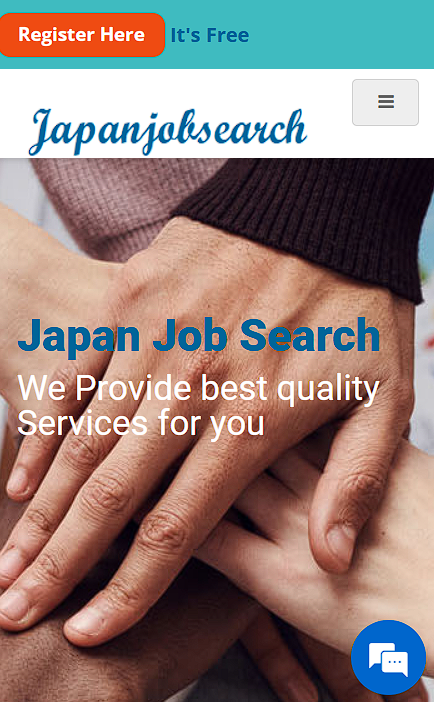 Register Here It's Free
Japanjobsearch
Japan Job Search
We Provide best quality
Services for you